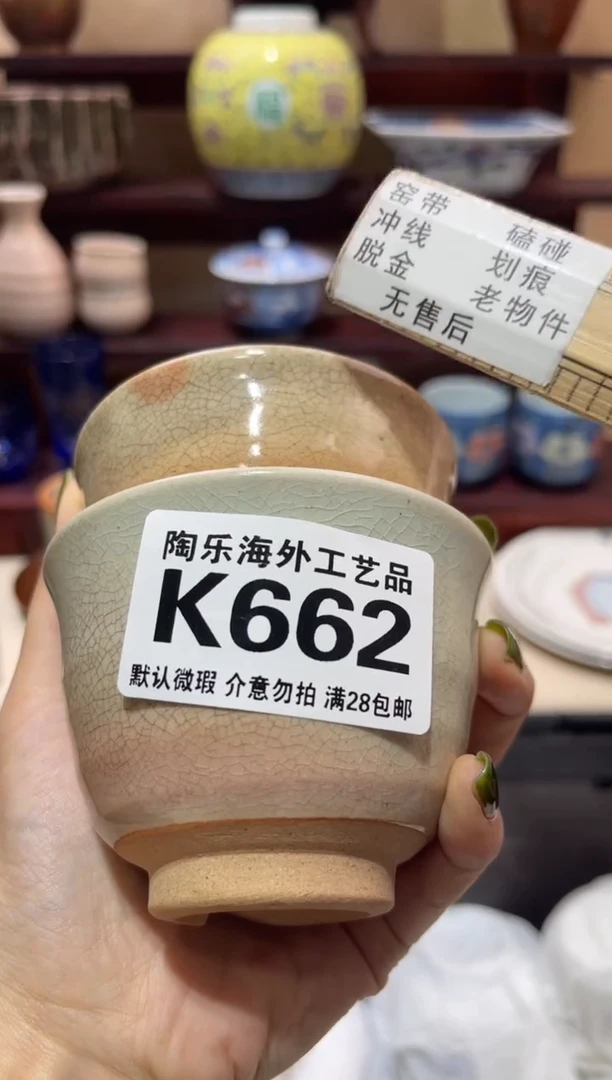 窑带
冲线 磕碰
脱金 划痕
无售后 老物件
陶乐海外工艺品
K662
默认微瑕 介意勿拍 满28包邮